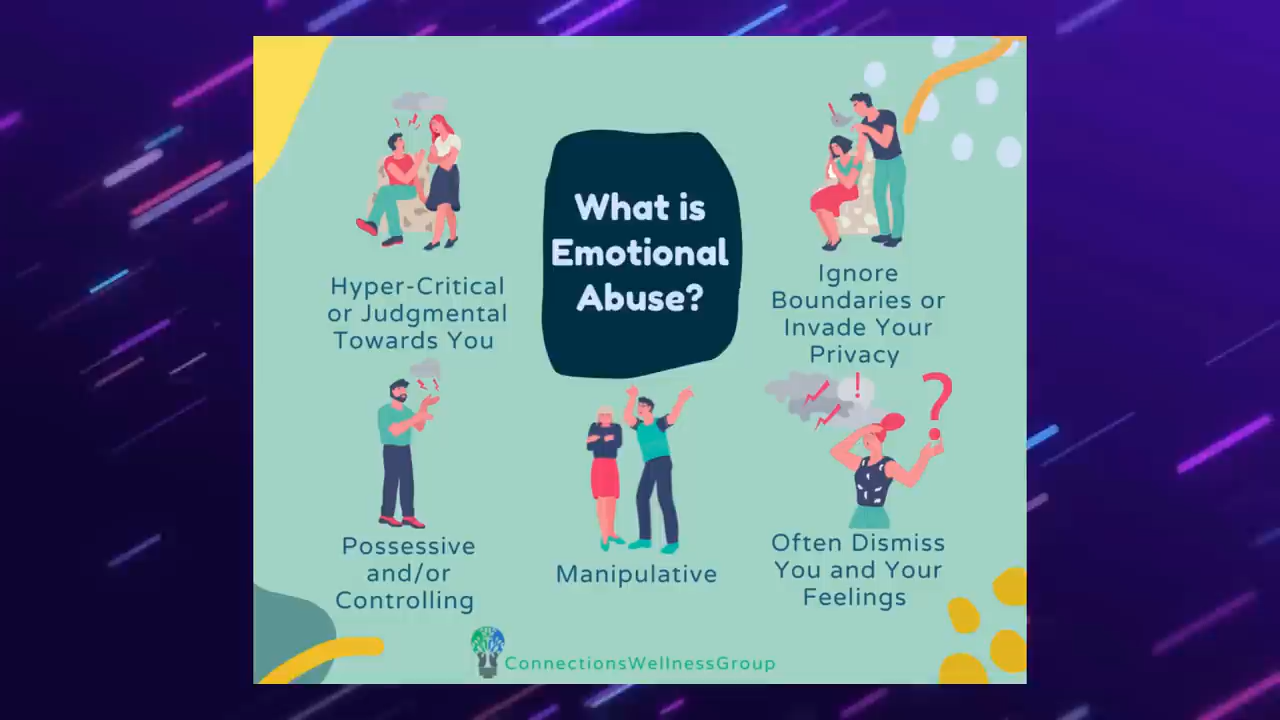 What is
Emotional
Abuse?
Hyper-Critical
or Judgmental
Towards You
Ignore
Boundaries or
Invade Your
Privacy
Possessive
and/or
Controlling
Manipulative
Often Dismiss
You and Your
Feelings
ConnectionsWellnessGroup